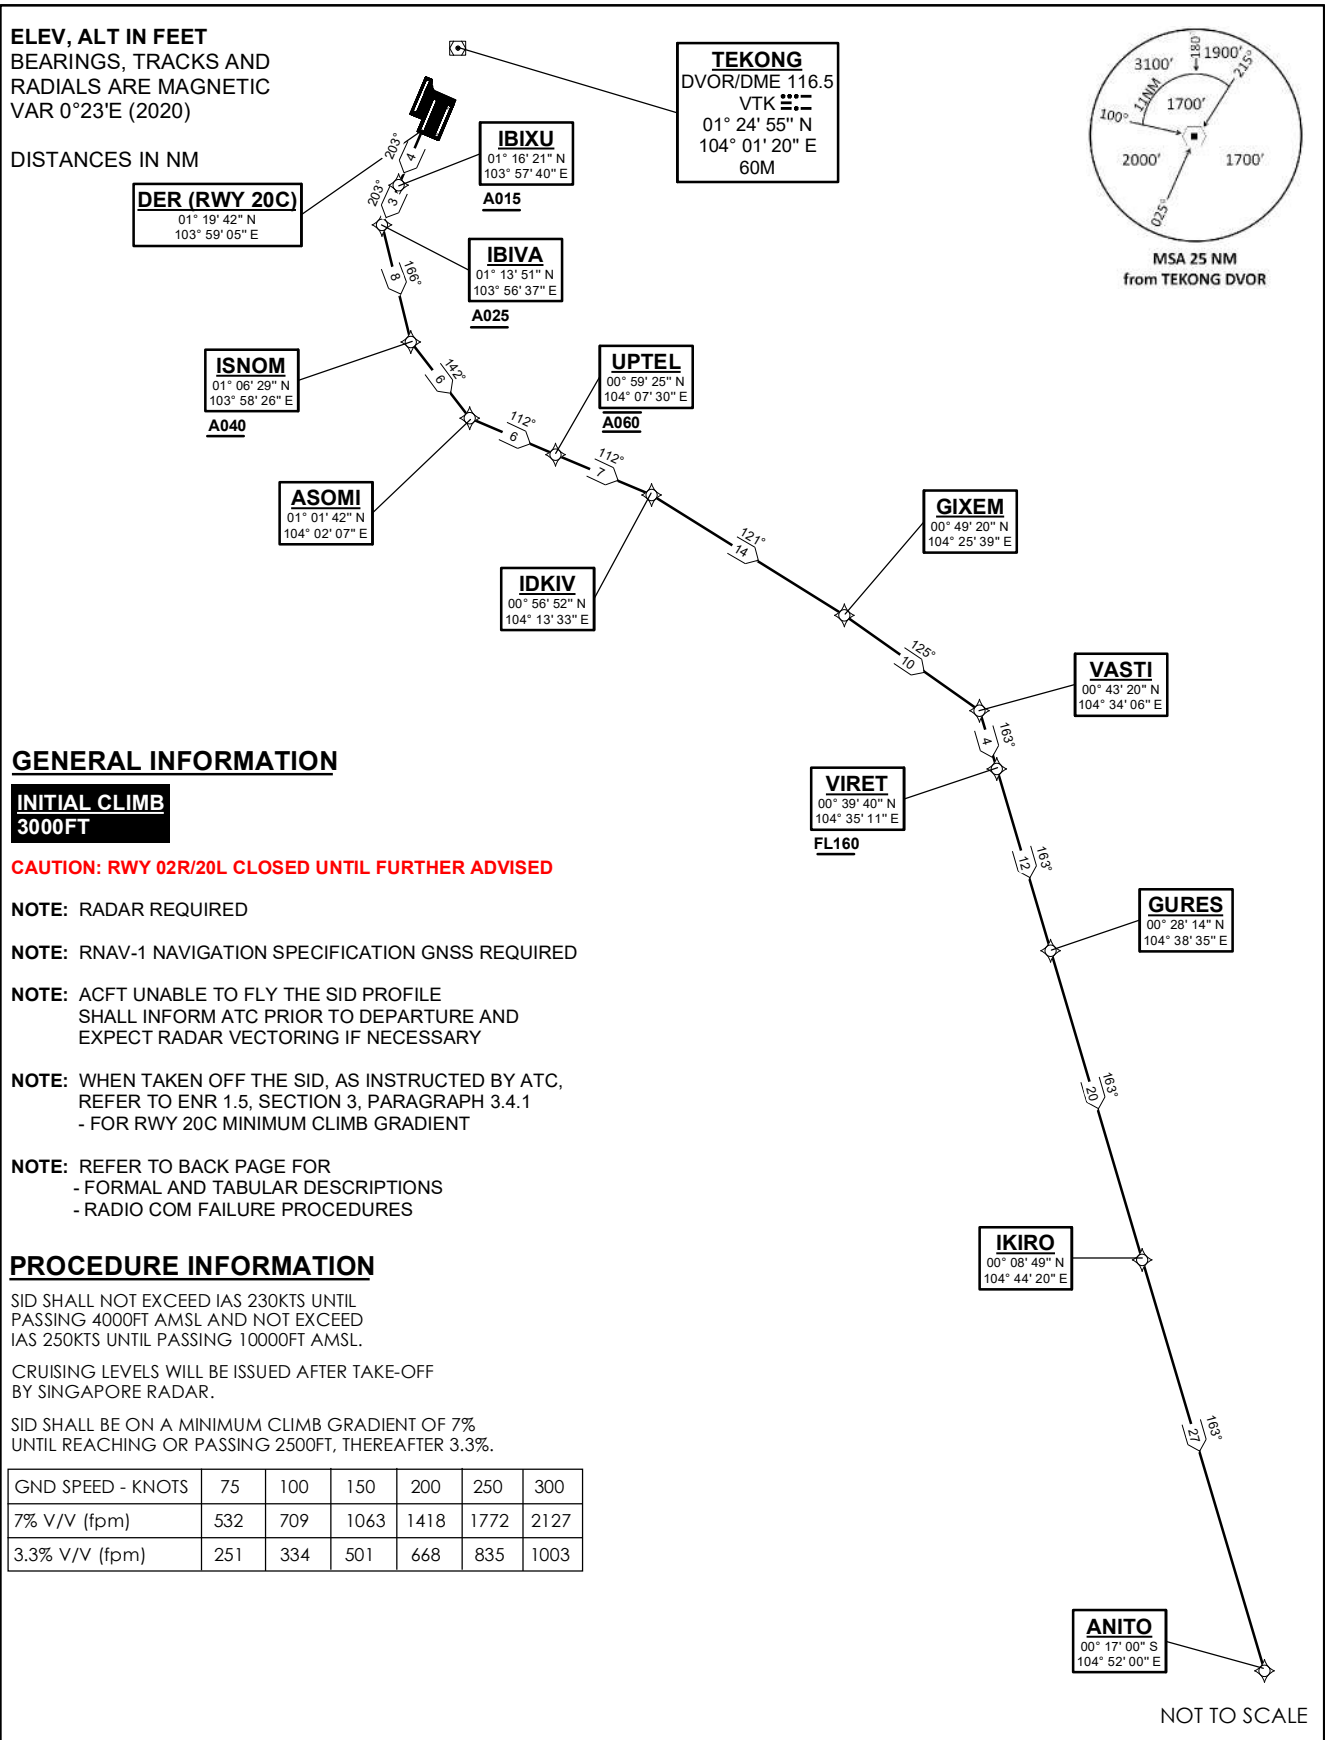 ELEV, ALT IN FEET
BEARINGS, TRACKS AND
RADIALS ARE MAGNETIC
VAR 0°23'E (2020)
DISTANCES IN NM
TEKONG
DVOR/DME 116.5
VTK
01° 24' 55" N
104° 01' 20" E
60M
3100'
180°
1900'
215°
11NM
1700'
100°
2000'
1700'
025°
MSA 25 NM
from TEKONG DVOR
DER (RWY 20C)
01° 19' 42" N
103° 59' 05" E
203°
4
IBIXU
01° 16' 21" N
103° 57' 40" E
A015
203°
3
IBIVA
01° 13' 51" N
103° 56' 37" E
A025
166°
8
ISNOM
01° 06' 29" N
103° 58' 26" E
A040
142°
6
UPTEL
00° 59' 25" N
104° 07' 30" E
A060
112°
6
112°
7
ASOMI
01° 01' 42" N
104° 02' 07" E
IDKIV
00° 56' 52" N
104° 13' 33" E
121°
14
GIXEM
00° 49' 20" N
104° 25' 39" E
125°
10
VASTI
00° 43' 20" N
104° 34' 06" E
163°
4
VIRET
00° 39' 40" N
104° 35' 11" E
FL160
163°
12
GURES
00° 28' 14" N
104° 38' 35" E
163°
20
IKIRO
00° 08' 49" N
104° 44' 20" E
163°
27
ANITO
00° 17' 00" S
104° 52' 00" E
NOT TO SCALE
GENERAL INFORMATION
INITIAL CLIMB
3000FT
CAUTION: RWY 02R/20L CLOSED UNTIL FURTHER ADVISED
NOTE: RADAR REQUIRED
NOTE: RNAV-1 NAVIGATION SPECIFICATION GNSS REQUIRED
NOTE: ACFT UNABLE TO FLY THE SID PROFILE
SHALL INFORM ATC PRIOR TO DEPARTURE AND
EXPECT RADAR VECTORING IF NECESSARY
NOTE: WHEN TAKEN OFF THE SID, AS INSTRUCTED BY ATC,
REFER TO ENR 1.5, SECTION 3, PARAGRAPH 3.4.1
- FOR RWY 20C MINIMUM CLIMB GRADIENT
NOTE: REFER TO BACK PAGE FOR
- FORMAL AND TABULAR DESCRIPTIONS
- RADIO COM FAILURE PROCEDURES
PROCEDURE INFORMATION
SID SHALL NOT EXCEED IAS 230KTS UNTIL
PASSING 4000FT AMSL AND NOT EXCEED
IAS 250KTS UNTIL PASSING 10000FT AMSL.
CRUISING LEVELS WILL BE ISSUED AFTER TAKE-OFF
BY SINGAPORE RADAR.
SID SHALL BE ON A MINIMUM CLIMB GRADIENT OF 7%
UNTIL REACHING OR PASSING 2500FT, THEREAFTER 3.3%.
GND SPEED - KNOTS 75 100 150 200 250 300
7% V/V (fpm) 532 709 1063 1418 1772 2127
3.3% V/V (fpm) 251 334 501 668 835 1003